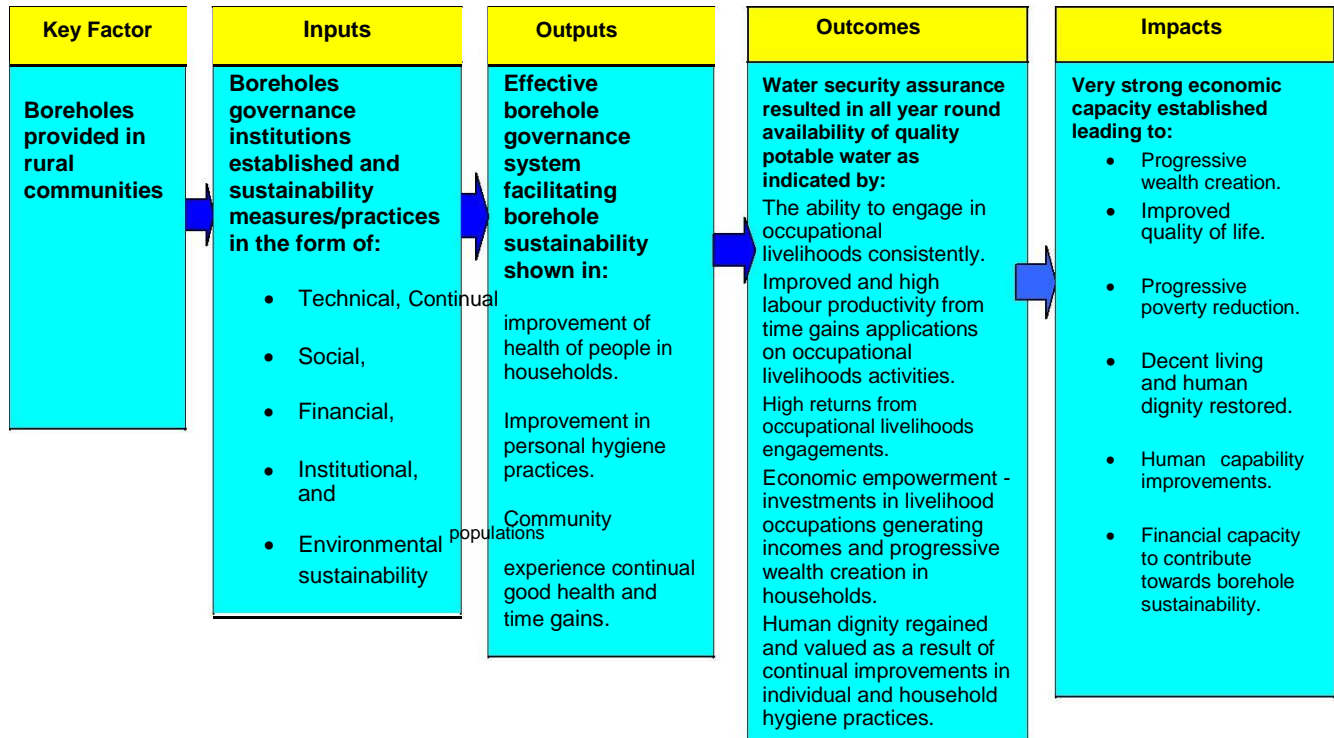 Key Factor
Boreholes
provided in
rural
communities
Inputs
Boreholes
governance
institutions
established and
sustainability
measures/practices
in the form of:
• Technical, Continual
• Social,
• Financial,
• Institutional,
and
• Environmental populations
sustainability
Outputs
Effective
borehole
governance
system
facilitating
borehole
sustainability
shown in:
improvement of
health of people in
households.
Improvement in
personal hygiene
practices.
Community
experience continual
good health and
time gains.
Outcomes
Water security assurance
resulted in all year round
availability of quality
potable water as
indicated by:
The ability to engage in
occupational
livelihoods consistently.
Improved and high
labour productivity from
time gains applications
on occupational
livelihoods activities.
High returns from
occupational livelihoods
engagements.
Economic empowerment -
investments in livelihood
occupations generating
incomes and progressive
wealth creation in
households.
Human dignity regained
and valued as a result of
continual improvements in
individual and household
hygiene practices.
Impacts
Very strong economic
capacity established
leading to:
• Progressive
wealth creation.
• Improved
quality of life.
• Progressive
poverty reduction.
• Decent living
and human
dignity restored.
• Human capability
improvements.
• Financial capacity
to contribute
towards borehole
sustainability.